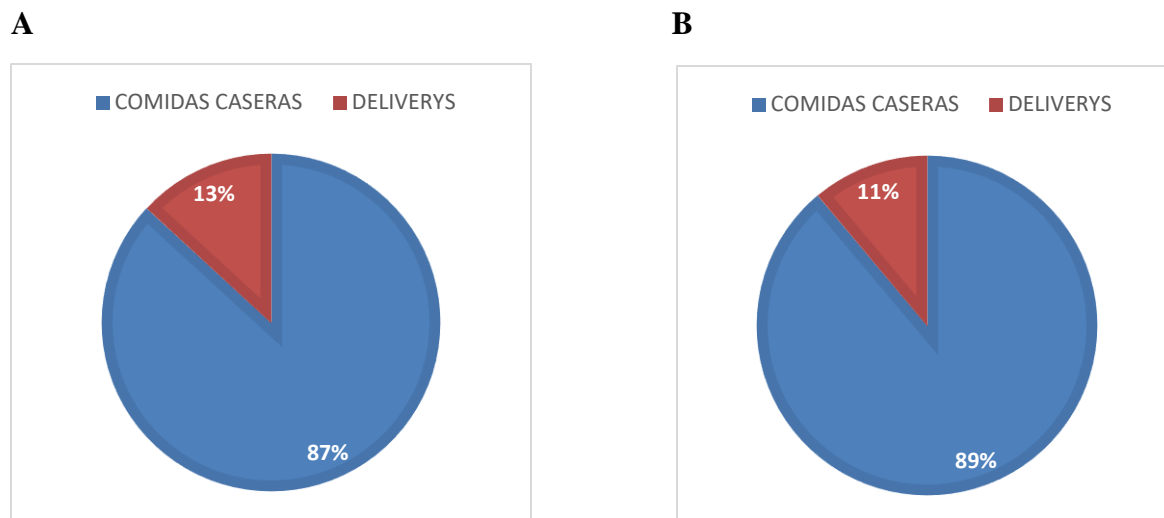 A
B
COMIDAS CASERAS DELIVERYS
COMIDAS CASERAS DELIVERYS
13%
11%
87%
89%